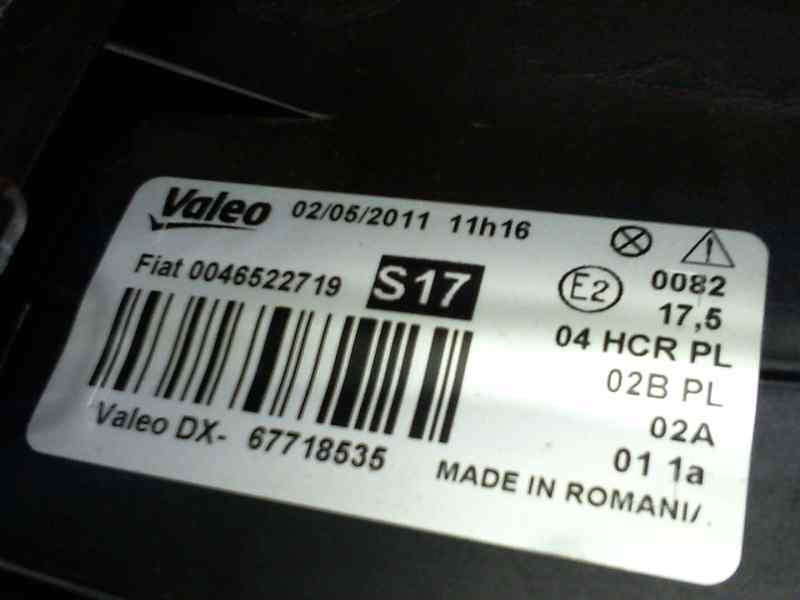 Valeo 02/05/2011 11h16
Fiat 0046522719 S17
E2 0082
17,5
04 HCR PL
02B PL
02A
01 1a
Valeo DX- 67718535
MADE IN ROMANI